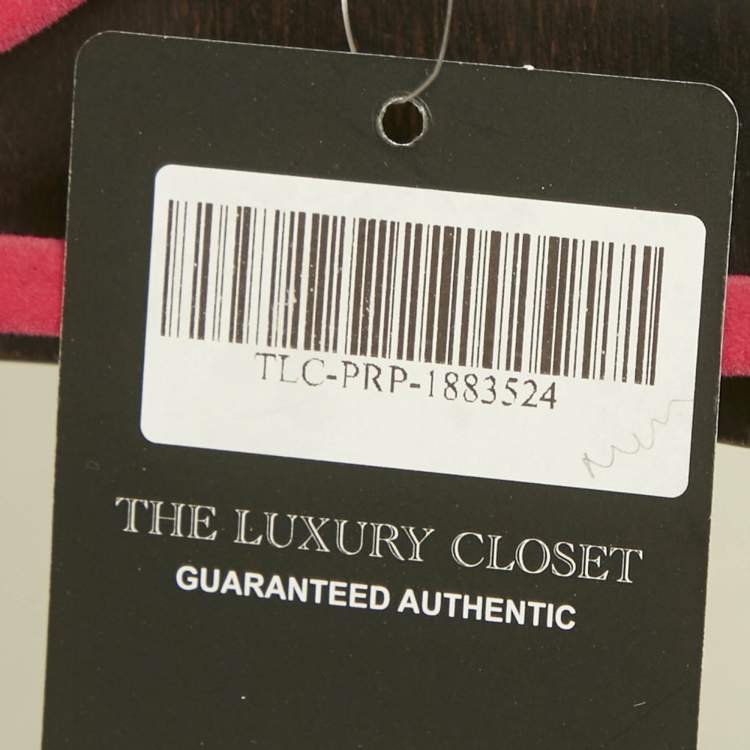 TLC-PRP-1883524
THE LUXURY CLOSET
GUARANTEED AUTHENTIC